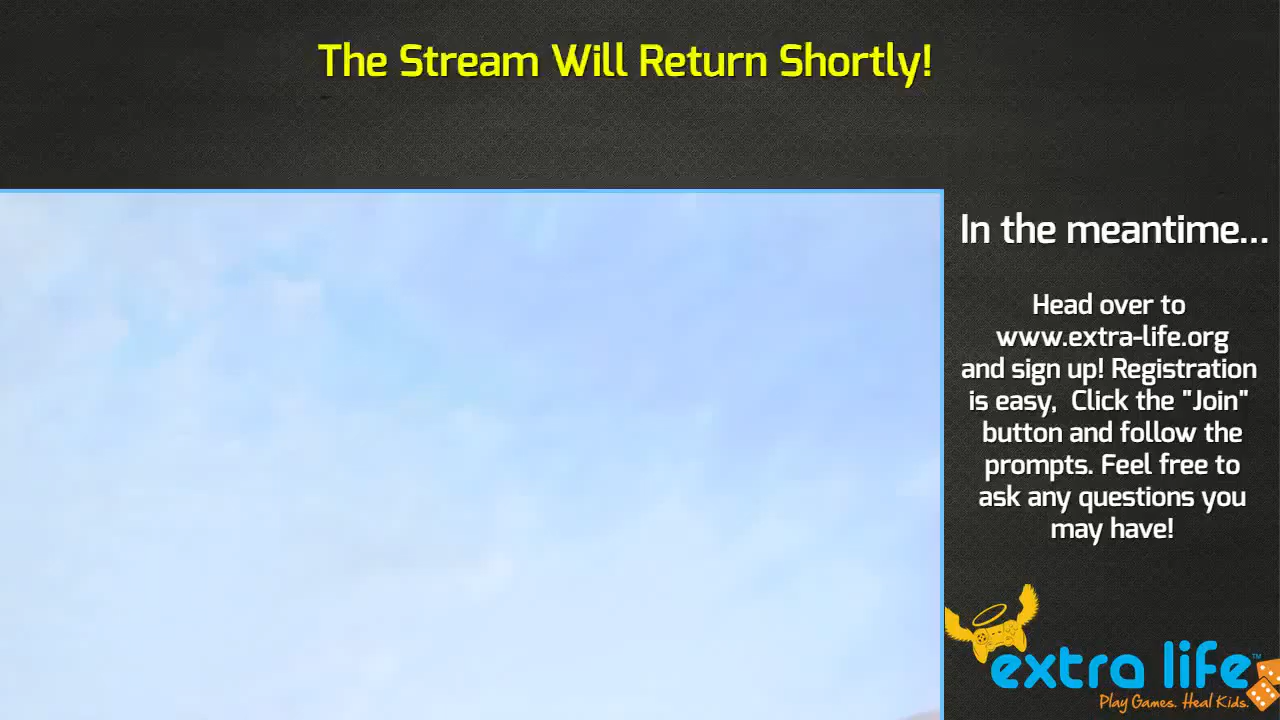 The Stream Will Return Shortly!
In the meantime...
Head over to
www.extra-life.org
and sign up! Registration
is easy,  Click the "Join"
button and follow the
prompts. Feel free to
ask any questions you
may have!
extra life™
Play Games. Heal Kids.